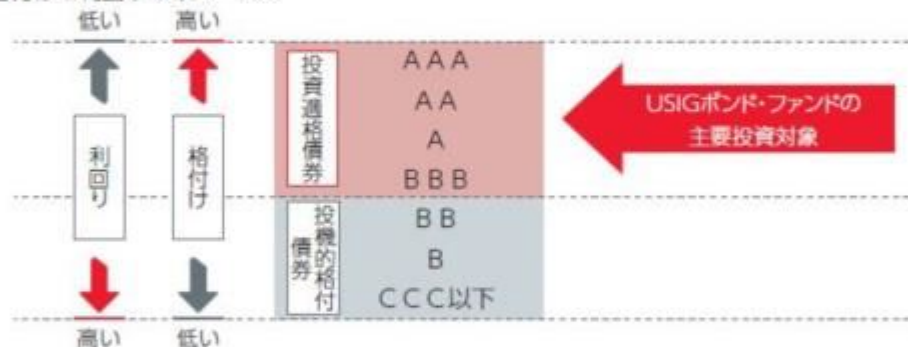 低い
高い
利回り
格付け
投資適格債券
AAA
AA
A
BBB
投機的格付
債券
BB
B
CCC以下
USIGボンド・ファンドの
主要投資対象
高い
低い